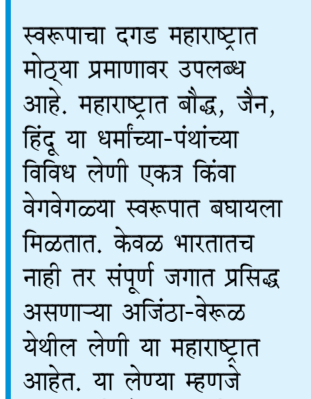 स्वरूपाचा दगड महाराष्ट्रात
मोठ्या प्रमाणावर उपलब्ध
आहे. महाराष्ट्रात बौद्ध, जैन,
हिंदू या धर्मांच्या-पंथांच्या
विविध लेणी एकत्र किंवा
वेगवेगळ्या स्वरूपात बघायला
मिळतात. केवळ भारतातच
नाही तर संपूर्ण जगात प्रसिद्ध
असणाऱ्या अजिंठा-वेरूळ
येथील लेणी या महाराष्ट्रात
आहेत. या लेण्या म्हणजे